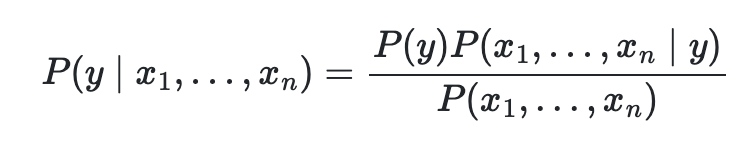 P(y | x₁, . . . , xₙ) = P(y)P(x₁, . . . , xₙ | y) / P(x₁, . . . , xₙ)